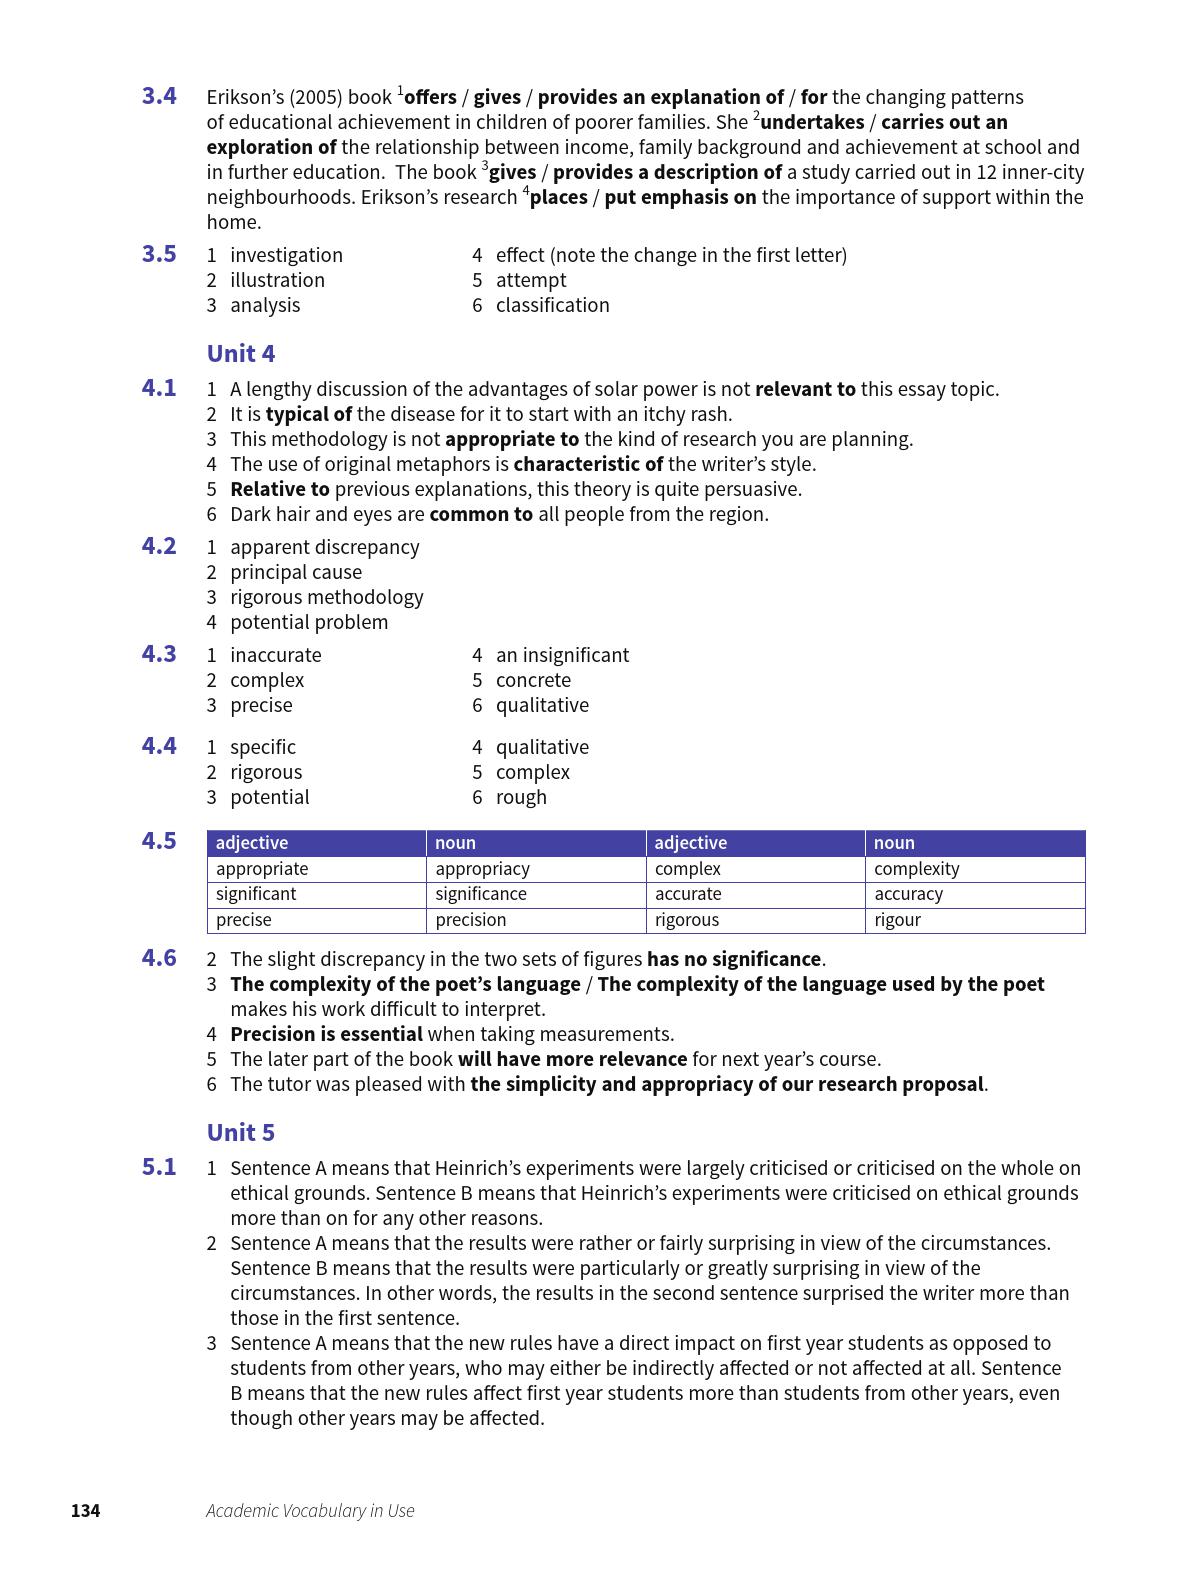 3.4 Erikson’s (2005) book 1offers / gives / provides an explanation of / for the changing patterns
of educational achievement in children of poorer families. She 2undertakes / carries out an
exploration of the relationship between income, family background and achievement at school and
in further education. The book 3gives / provides a description of a study carried out in 12 inner-city
neighbourhoods. Erikson’s research 4places / put emphasis on the importance of support within the
home.
3.5 1 investigation 4 effect (note the change in the first letter)
2 illustration 5 attempt
3 analysis 6 classification
Unit 4
4.1 1 A lengthy discussion of the advantages of solar power is not relevant to this essay topic.
2 It is typical of the disease for it to start with an itchy rash.
3 This methodology is not appropriate to the kind of research you are planning.
4 The use of original metaphors is characteristic of the writer’s style.
5 Relative to previous explanations, this theory is quite persuasive.
6 Dark hair and eyes are common to all people from the region.
4.2 1 apparent discrepancy
2 principal cause
3 rigorous methodology
4 potential problem
4.3 1 inaccurate 4 an insignificant
2 complex 5 concrete
3 precise 6 qualitative
4.4 1 specific 4 qualitative
2 rigorous 5 complex
3 potential 6 rough
4.5 adjective noun adjective noun
appropriate appropriacy complex complexity
significant significance accurate accuracy
precise precision rigorous rigour
4.6 2 The slight discrepancy in the two sets of figures has no significance.
3 The complexity of the poet’s language / The complexity of the language used by the poet
makes his work difficult to interpret.
4 Precision is essential when taking measurements.
5 The later part of the book will have more relevance for next year’s course.
6 The tutor was pleased with the simplicity and appropriacy of our research proposal.
Unit 5
5.1 1 Sentence A means that Heinrich’s experiments were largely criticised or criticised on the whole on
ethical grounds. Sentence B means that Heinrich’s experiments were criticised on ethical grounds
more than on for any other reasons.
2 Sentence A means that the results were rather or fairly surprising in view of the circumstances.
Sentence B means that the results were particularly or greatly surprising in view of the
circumstances. In other words, the results in the second sentence surprised the writer more than
those in the first sentence.
3 Sentence A means that the new rules have a direct impact on first year students as opposed to
students from other years, who may either be indirectly affected or not affected at all. Sentence
B means that the new rules affect first year students more than students from other years, even
though other years may be affected.
134 Academic Vocabulary in Use